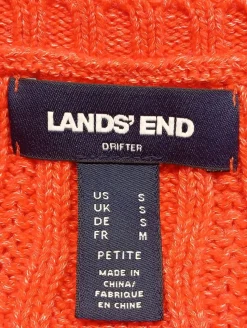 LANDS' END
DRIFTER
US S
UK S
DE S
FR M
PETITE
MADE IN
CHINA/
FABRIQUE
EN CHINE